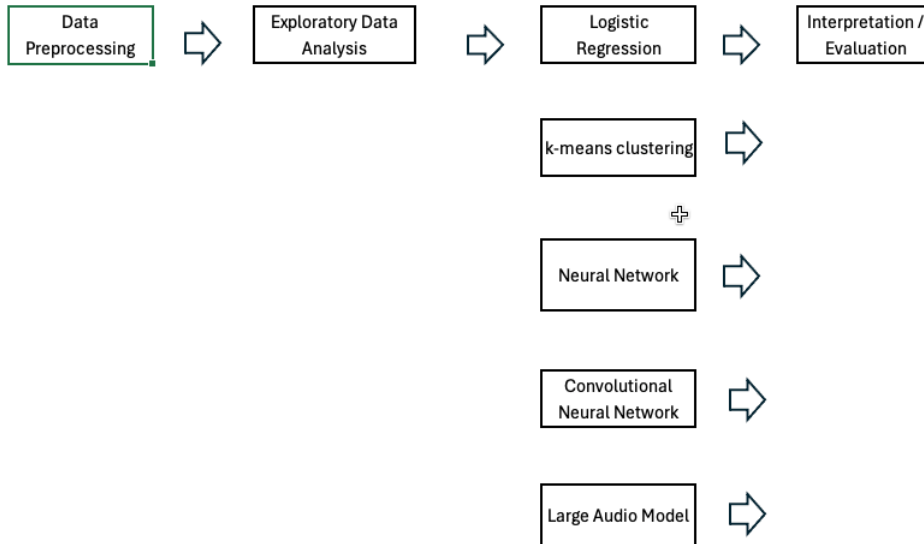 Data
Preprocessing
Exploratory Data
Analysis
Logistic
Regression
Interpretation /
Evaluation
k-means clustering
Neural Network
Convolutional
Neural Network
Large Audio Model